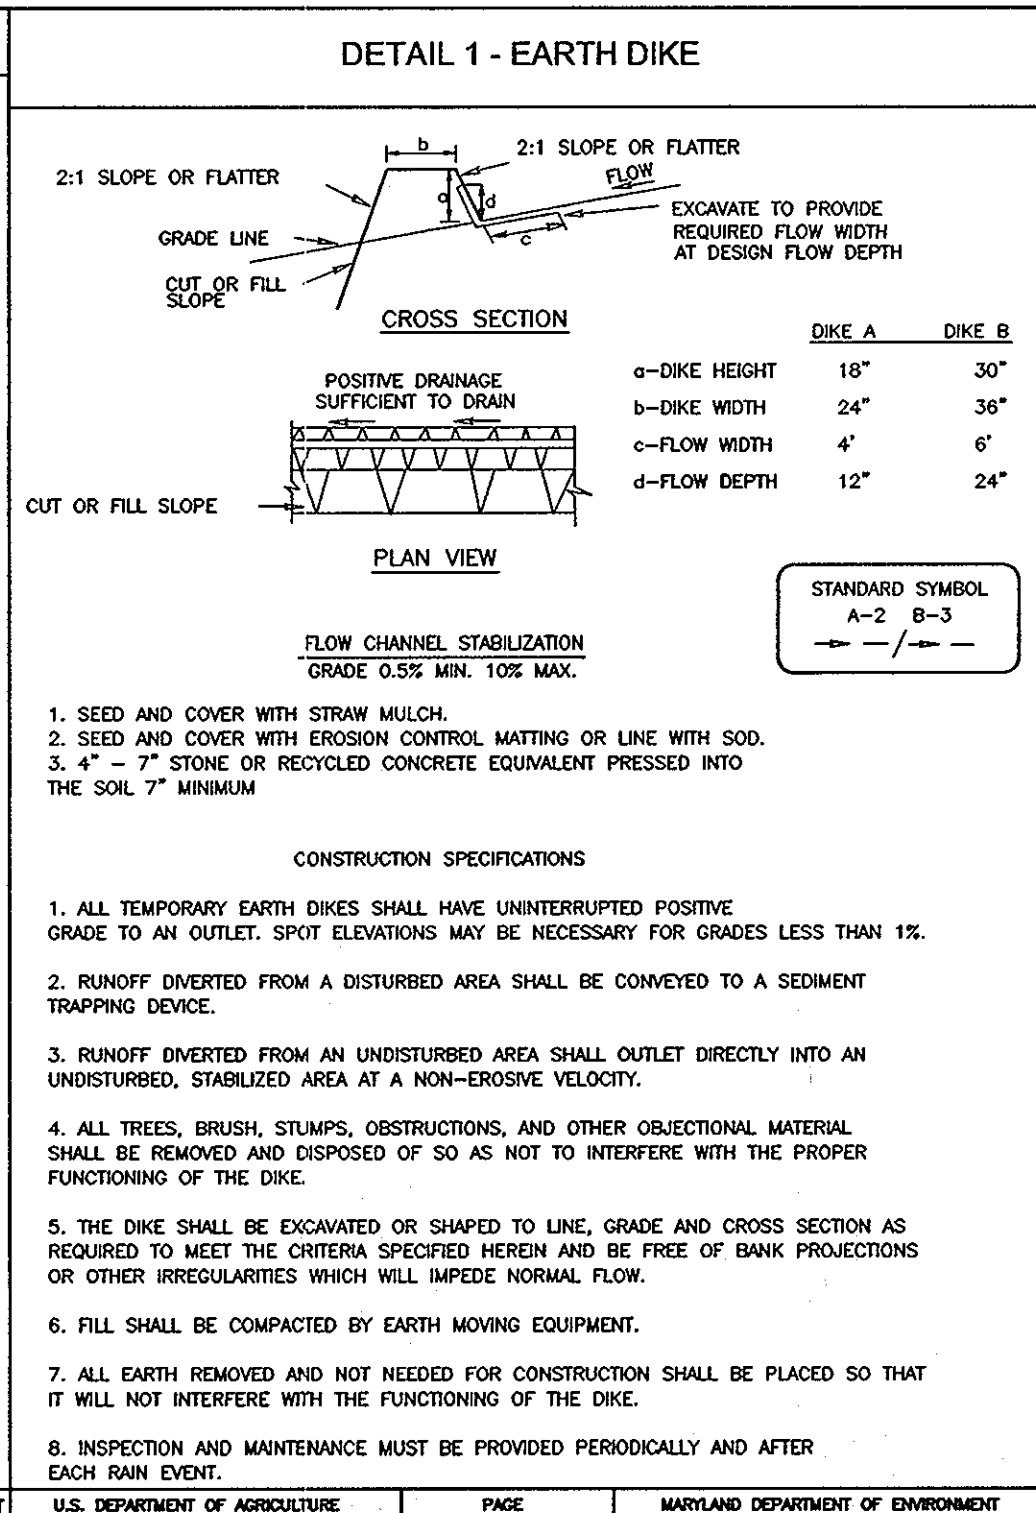 DETAIL 1 - EARTH DIKE
b
2:1 SLOPE OR FLATTER
2:1 SLOPE OR FLATTER
FLOW
a
d
EXCAVATE TO PROVIDE
REQUIRED FLOW WIDTH
AT DESIGN FLOW DEPTH
GRADE LINE
c
CUT OR FILL
SLOPE
CROSS SECTION
DIKE A DIKE B
a-DIKE HEIGHT 18" 30"
b-DIKE WIDTH 24" 36"
c-FLOW WIDTH 4' 6'
d-FLOW DEPTH 12" 24"
POSITIVE DRAINAGE
SUFFICIENT TO DRAIN
CUT OR FILL SLOPE
PLAN VIEW
STANDARD SYMBOL
A-2 B-3
FLOW CHANNEL STABILIZATION
GRADE 0.5% MIN. 10% MAX.
1. SEED AND COVER WITH STRAW MULCH.
2. SEED AND COVER WITH EROSION CONTROL MATTING OR LINE WITH SOD.
3. 4" - 7" STONE OR RECYCLED CONCRETE EQUIVALENT PRESSED INTO
THE SOIL 7" MINIMUM
CONSTRUCTION SPECIFICATIONS
1. ALL TEMPORARY EARTH DIKES SHALL HAVE UNINTERRUPTED POSITIVE
GRADE TO AN OUTLET. SPOT ELEVATIONS MAY BE NECESSARY FOR GRADES LESS THAN 1%.
2. RUNOFF DIVERTED FROM A DISTURBED AREA SHALL BE CONVEYED TO A SEDIMENT
TRAPPING DEVICE.
3. RUNOFF DIVERTED FROM AN UNDISTURBED AREA SHALL OUTLET DIRECTLY INTO AN
UNDISTURBED, STABILIZED AREA AT A NON-EROSIVE VELOCITY.
4. ALL TREES, BRUSH, STUMPS, OBSTRUCTIONS, AND OTHER OBJECTIONAL MATERIAL
SHALL BE REMOVED AND DISPOSED OF SO AS NOT TO INTERFERE WITH THE PROPER
FUNCTIONING OF THE DIKE.
5. THE DIKE SHALL BE EXCAVATED OR SHAPED TO LINE, GRADE AND CROSS SECTION AS
REQUIRED TO MEET THE CRITERIA SPECIFIED HEREIN AND BE FREE OF BANK PROJECTIONS
OR OTHER IRREGULARITIES WHICH WILL IMPEDE NORMAL FLOW.
6. FILL SHALL BE COMPACTED BY EARTH MOVING EQUIPMENT.
7. ALL EARTH REMOVED AND NOT NEEDED FOR CONSTRUCTION SHALL BE PLACED SO THAT
IT WILL NOT INTERFERE WITH THE FUNCTIONING OF THE DIKE.
8. INSPECTION AND MAINTENANCE MUST BE PROVIDED PERIODICALLY AND AFTER
EACH RAIN EVENT.
T U.S. DEPARTMENT OF AGRICULTURE PAGE MARYLAND DEPARTMENT OF ENVIRONMENT